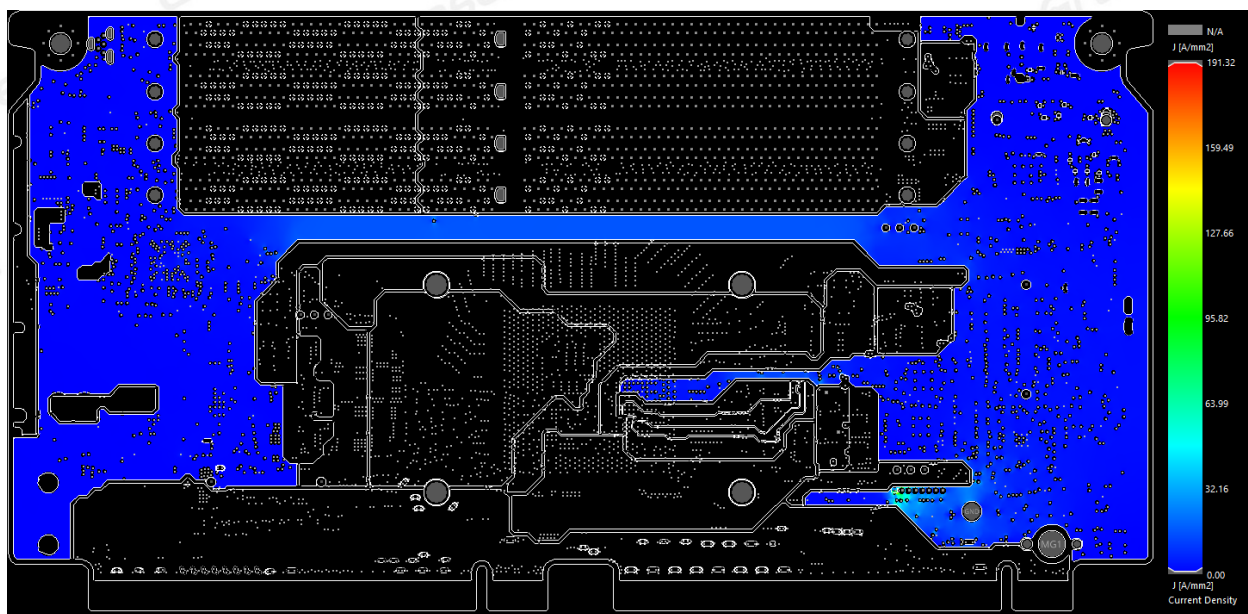 N/A
J [A/mm2]
191.32
159.49
127.66
95.82
63.99
32.16
0.00
J [A/mm2]
Current Density
GND
MG1